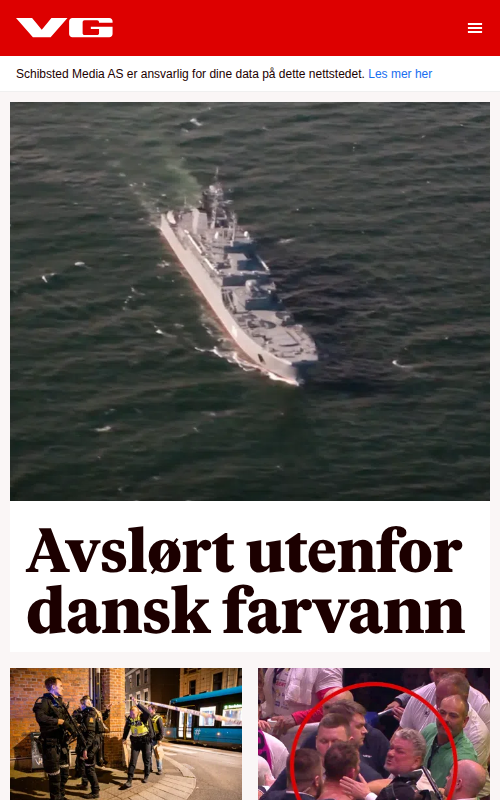 VG
Schibsted Media AS er ansvarlig for dine data på dette nettstedet. Les mer her
Avslørt utenfor
dansk farvann